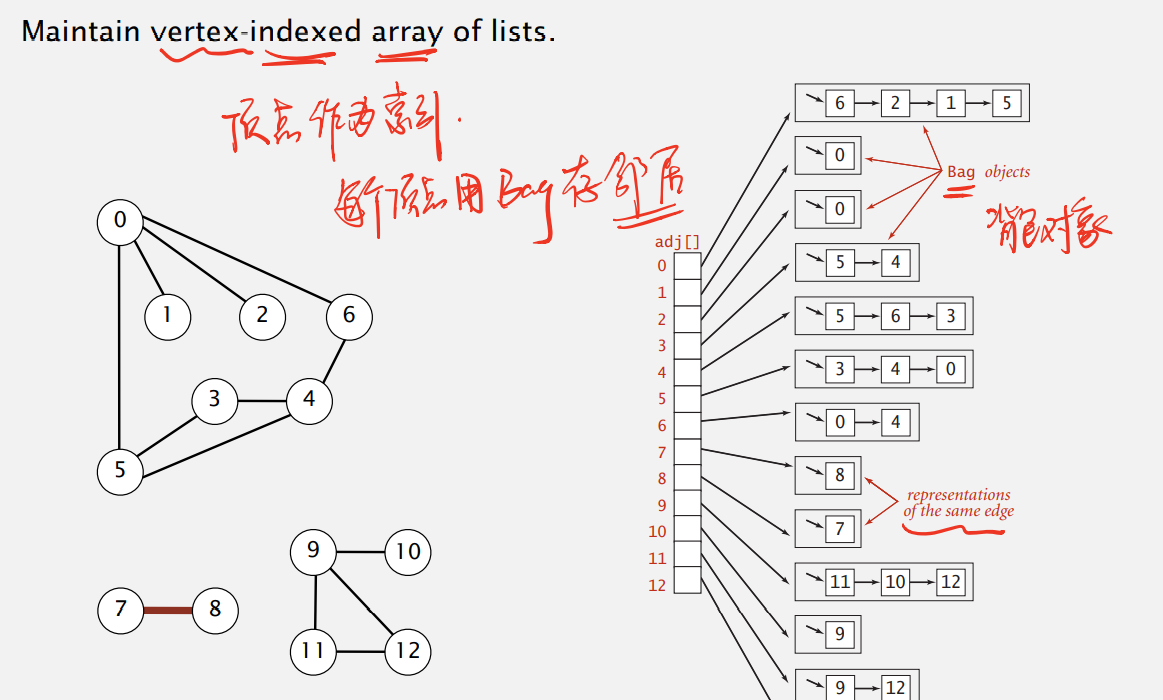 Maintain vertex-indexed array of lists.
顶点作为索引.
每个顶点用Bag存邻居
6 2 1 5
0
Bag objects
背包对象
0
adj[]
0
5 4
1
2
5 6 3
3
4
3 4 0
5
6
0 4
7
8
8
representations
of the same edge
9
7
10
11
12
11 10 12
9
9 12
0
1 2 6
3 4
5
9 10
7 8
11 12